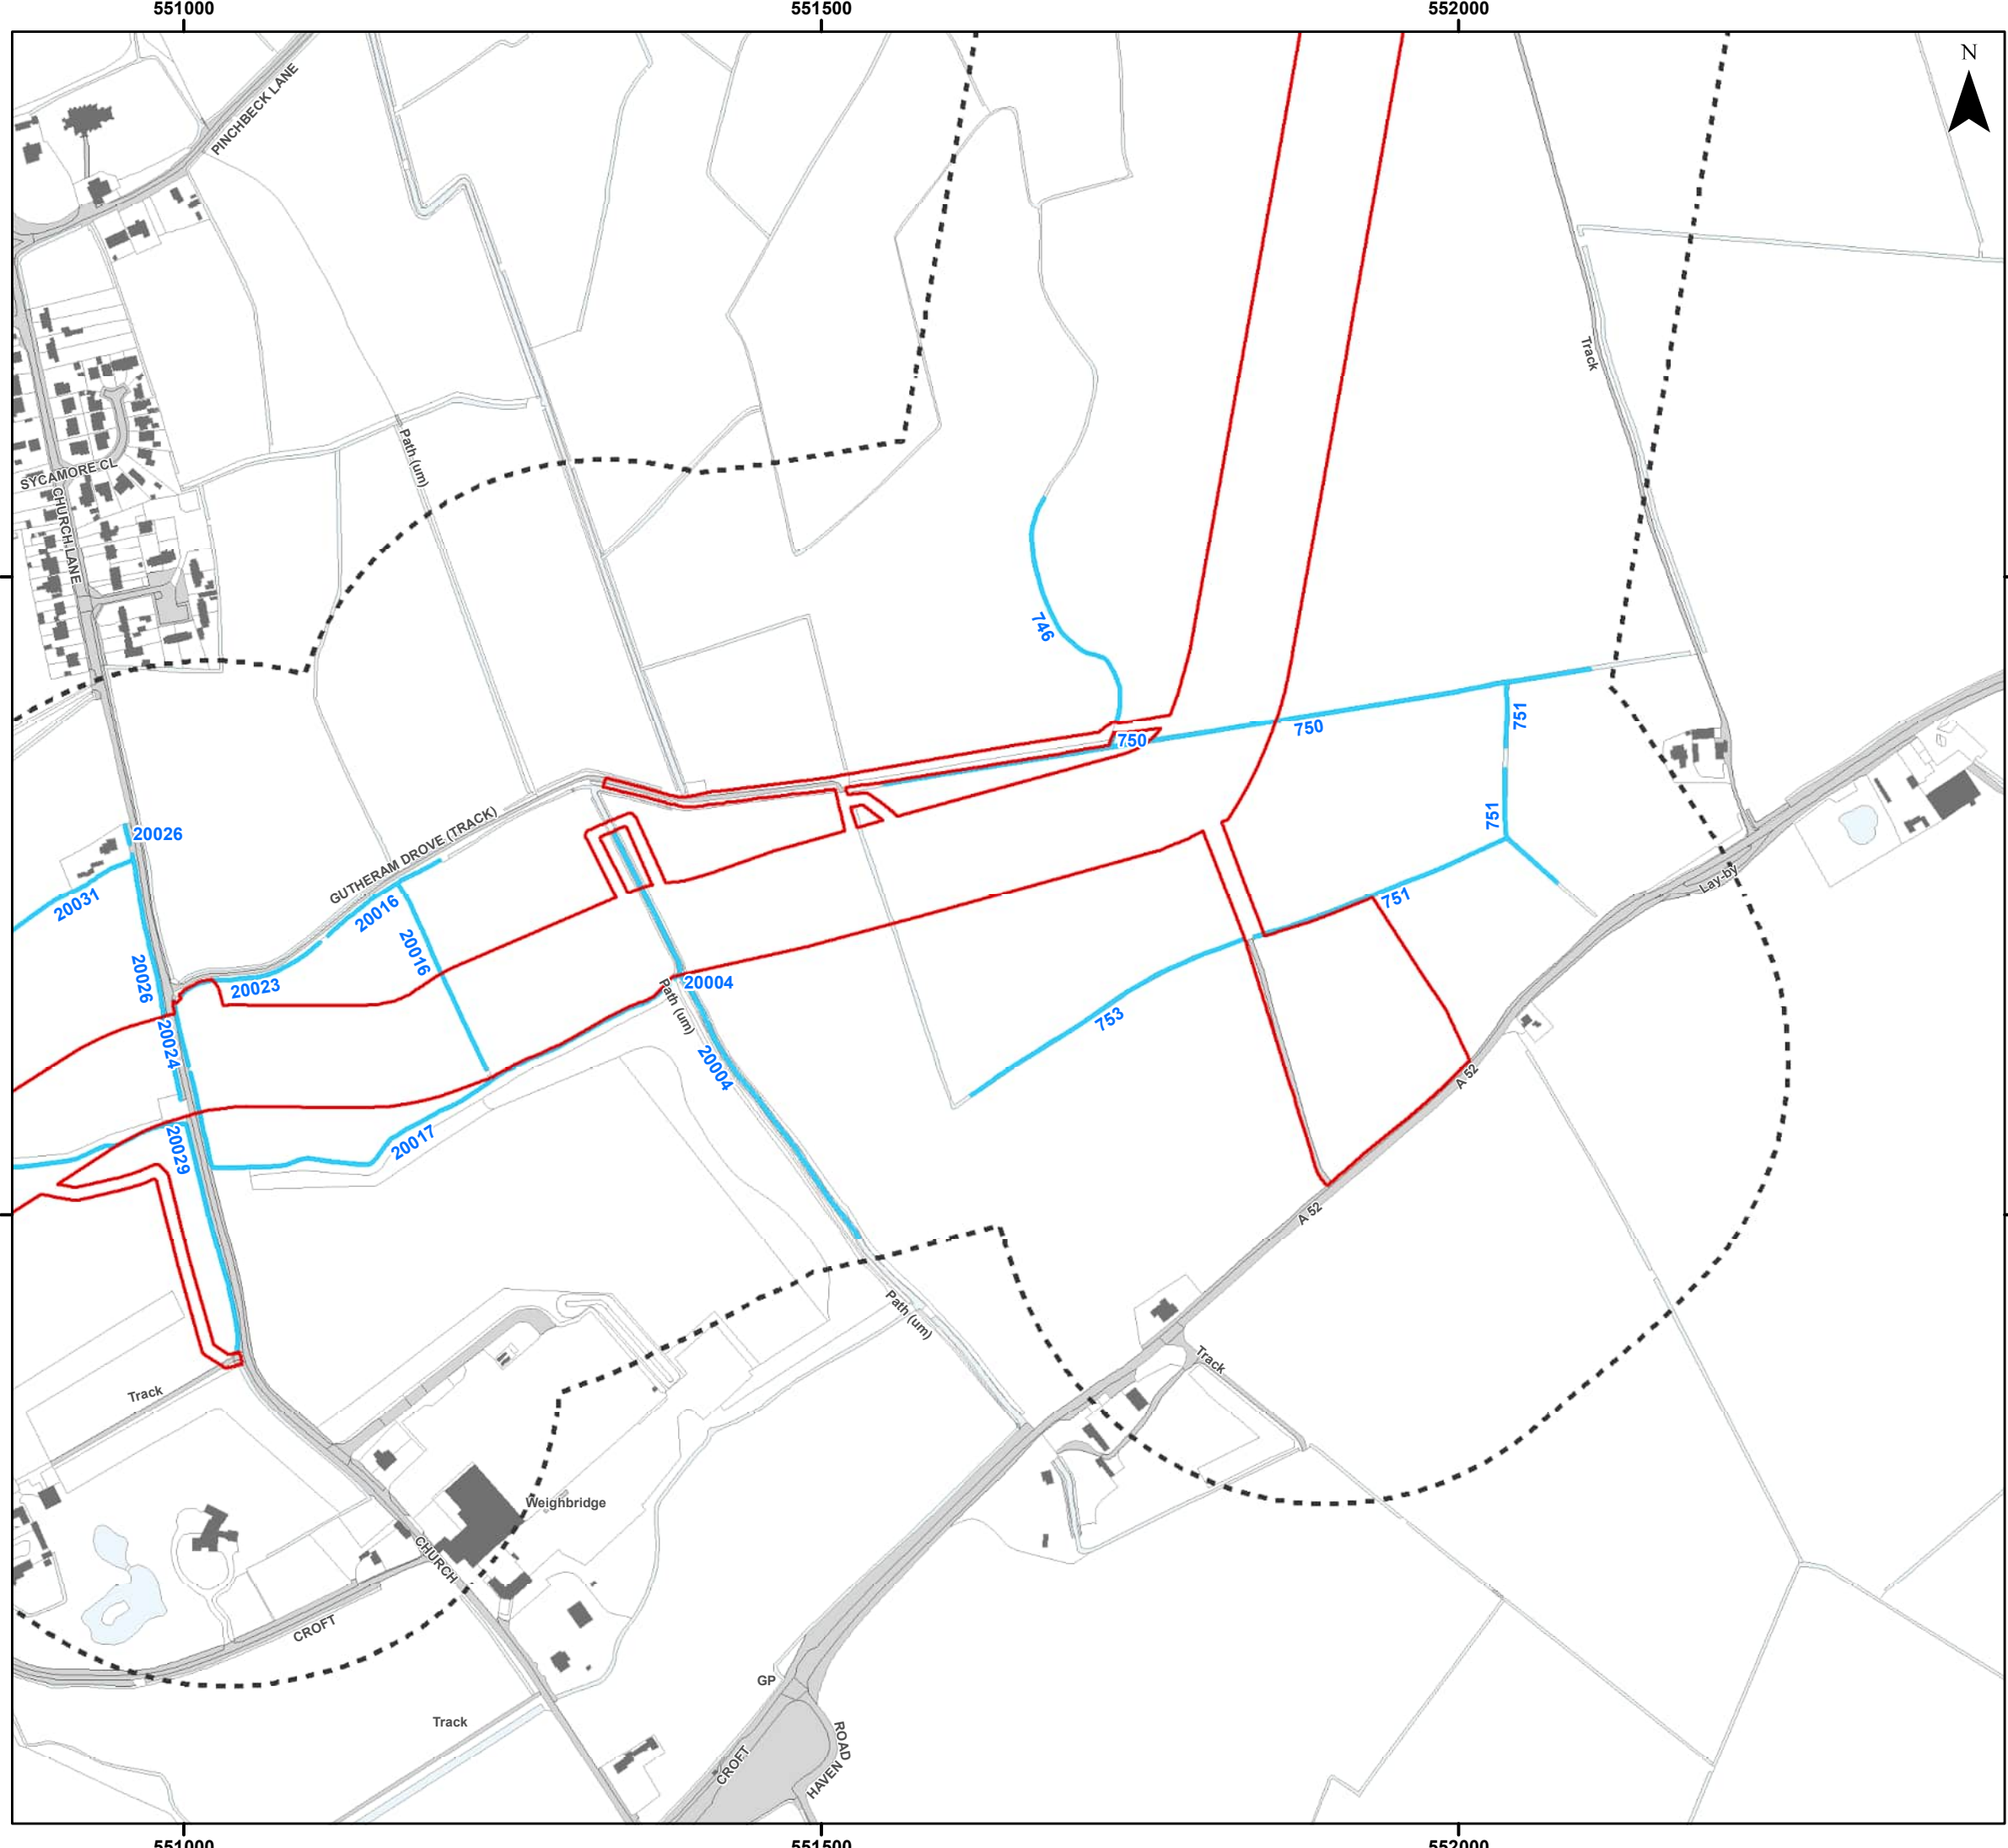 551000
551500
552000
N
PINCHBECK LANE
Track
Path (um)
SYCAMORE CL
CHURCH LANE
746
750
750
751
751
20026
GUTHERAM DROVE (TRACK)
20031
20016
20016
751
Lay-by
20026
20023
20004
Path (um)
753
20024
20004
A 52
20029
20017
A 52
Path (um)
Track
Track
Weighbridge
CHURCH
CROFT
GP
Track
ROAD
HAVEN
CROFT
551000
551500
552000